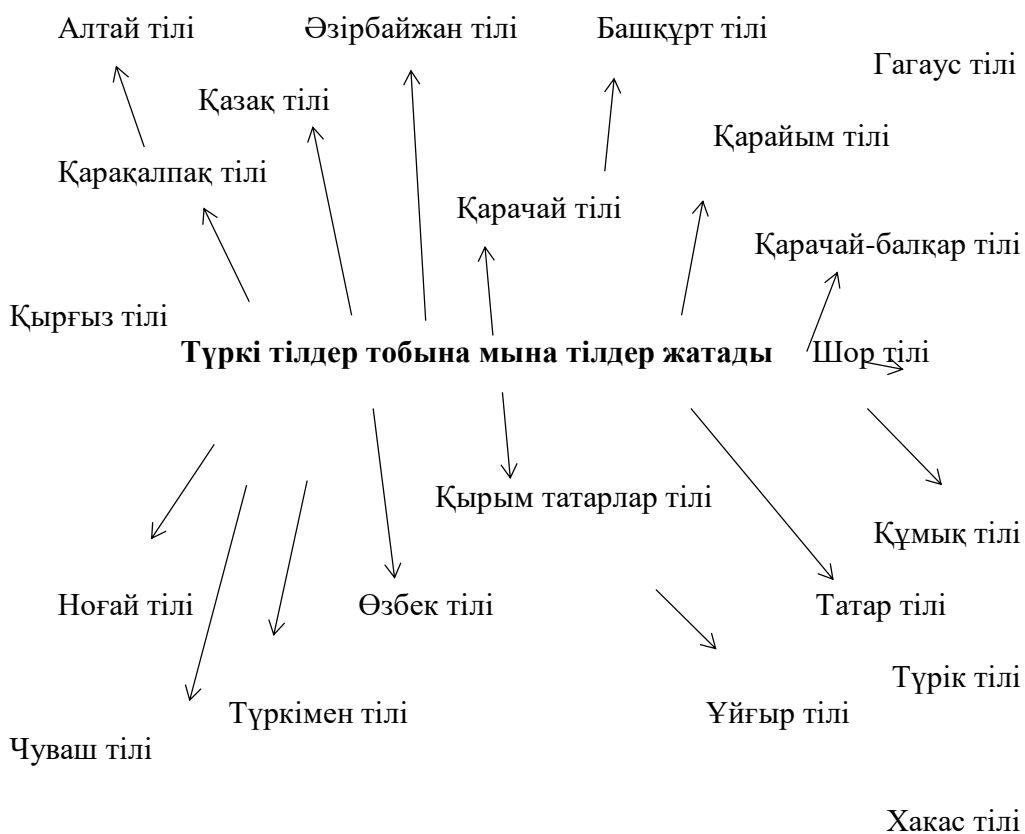 Алтай тілі Әзірбайжан тілі Башқұрт тілі
Гагаус тілі
Қазақ тілі
Қарайым тілі
Қарақалпақ тілі
Қарачай тілі
Қарачай-балқар тілі
Қырғыз тілі
Түркі тілдер тобына мына тілдер жатады Шор тілі
Қырым татарлар тілі
Құмық тілі
Ноғай тілі Өзбек тілі Татар тілі
Түрік тілі
Түркімен тілі Ұйғыр тілі
Чуваш тілі
Хақас тілі